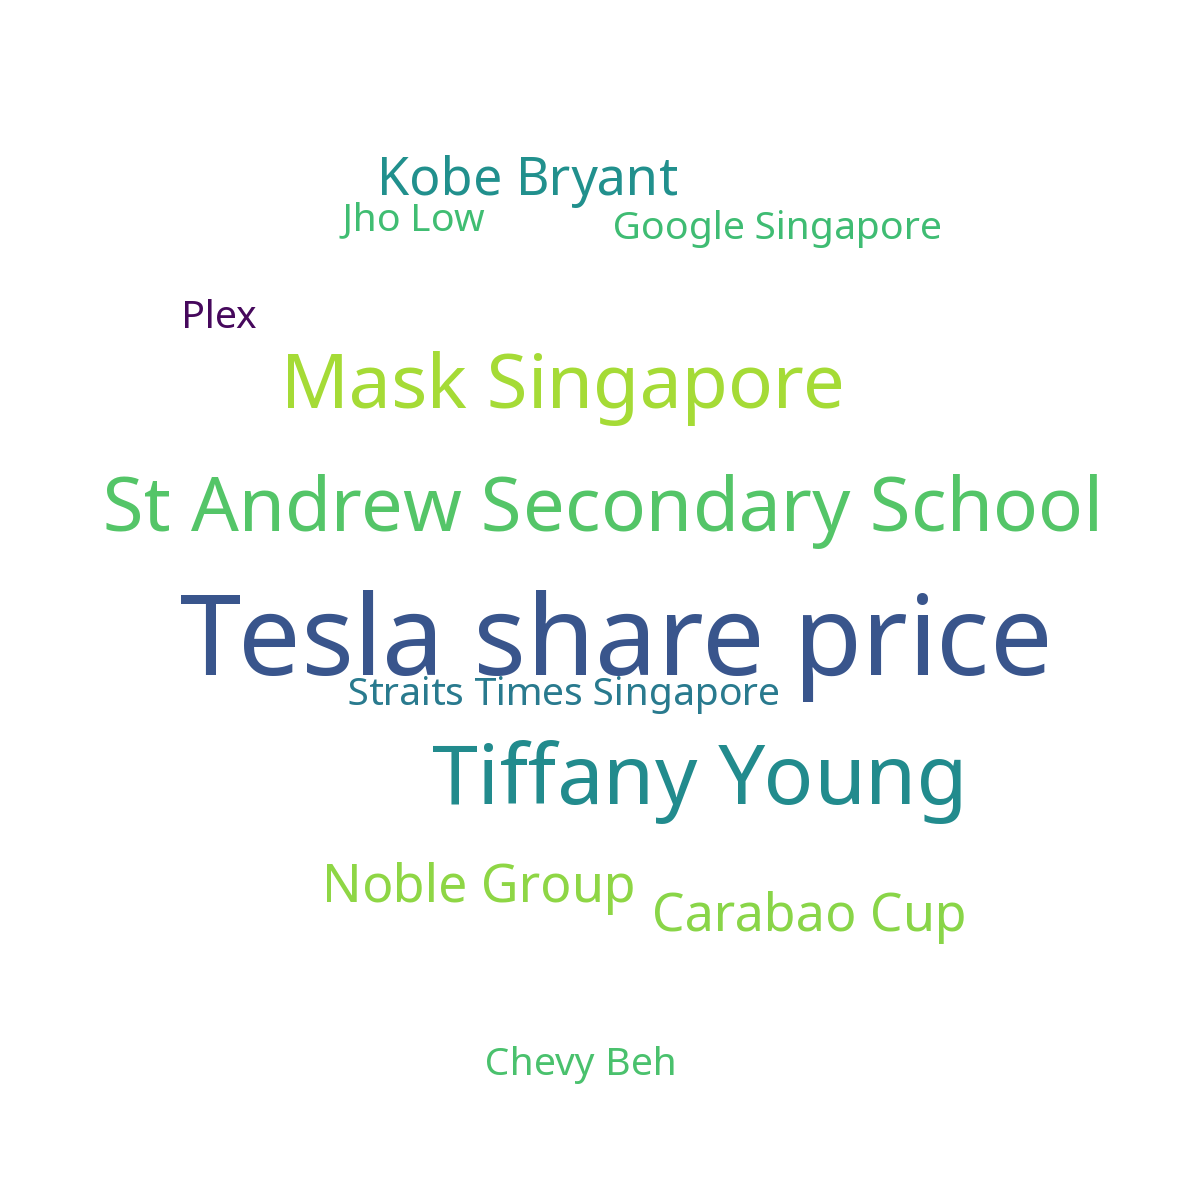 Kobe Bryant
Jho Low
Google Singapore
Plex
Mask Singapore
St Andrew Secondary School
Tesla share price
Straits Times Singapore
Tiffany Young
Noble Group
Carabao Cup
Chevy Beh